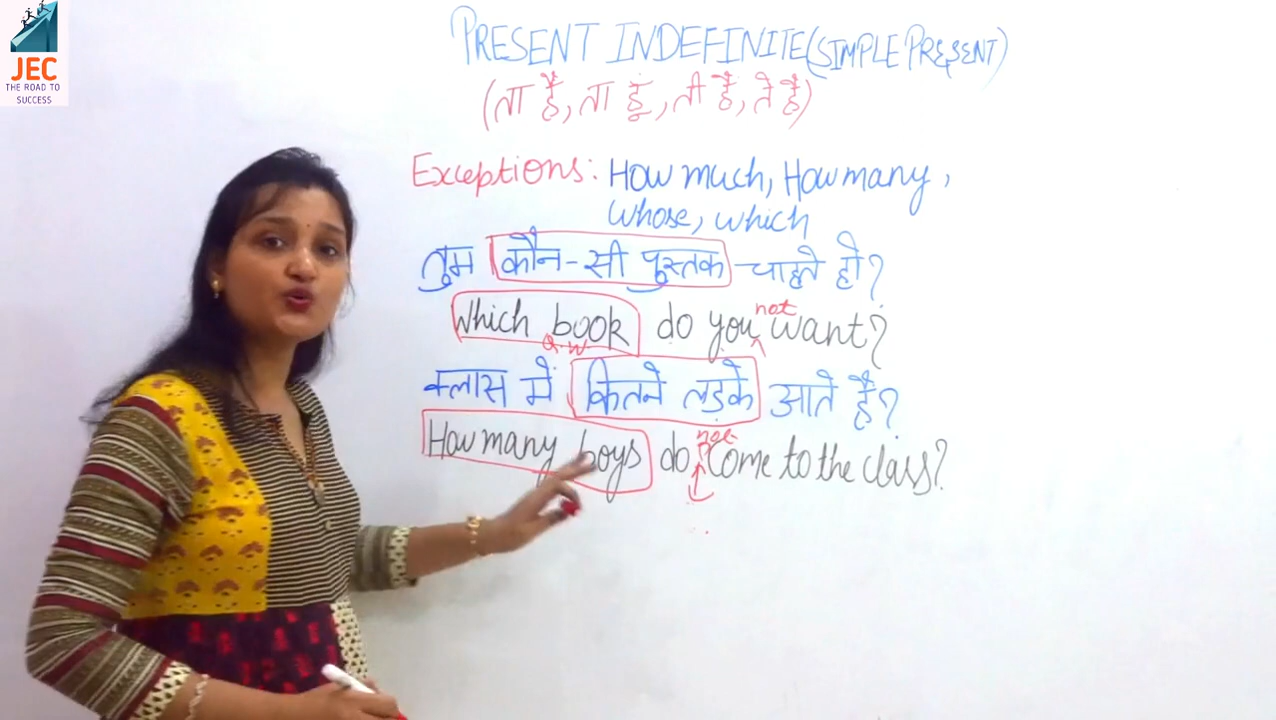 JEC
THE ROAD TO
SUCCESS
PRESENT INDEFINITE (SIMPLE PRESENT)
(ता है, ता हूं, ती है, ते हैं)
Exceptions: How much, How many,
whose, which
तुम कौन-सी पुस्तक चाहते हो?
not
Which book do you ^ want?
Q.W
क्लास में कितने लड़के आते हैं?
not
How many boys do come to the class?